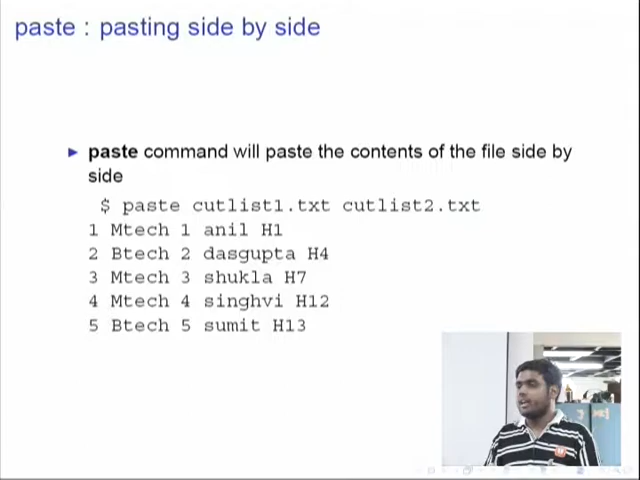 paste : pasting side by side
paste command will paste the contents of the file side by
side
$ paste cutlist1.txt cutlist2.txt
1 Mtech 1 anil H1
2 Btech 2 dasgupta H4
3 Mtech 3 shukla H7
4 Mtech 4 singhvi H12
5 Btech 5 sumit H13